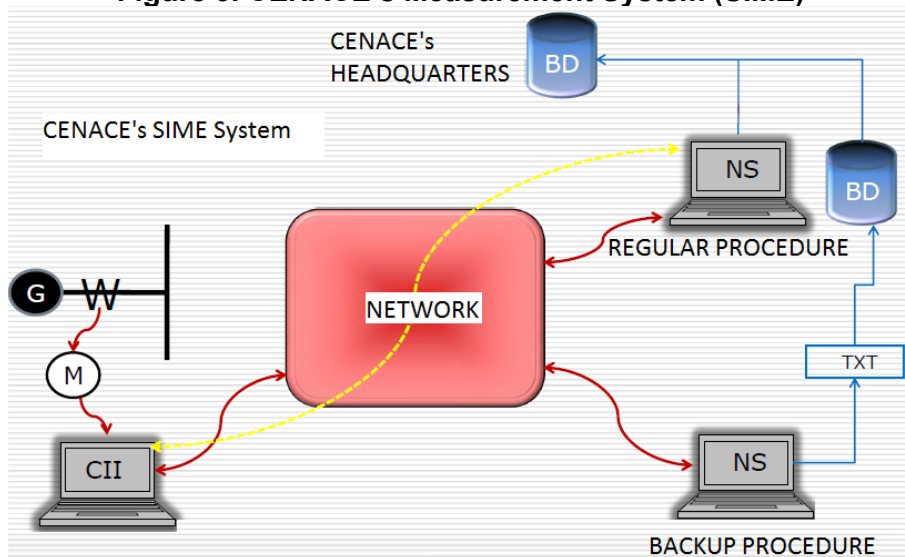 CENACE's
HEADQUARTERS
BD
CENACE's SIME System
NS
BD
REGULAR PROCEDURE
G
W
NETWORK
M
TXT
CII
NS
BACKUP PROCEDURE